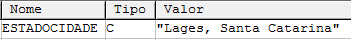 Nome Tipo Valor
ESTADOCIDADE C "Lages, Santa Catarina"